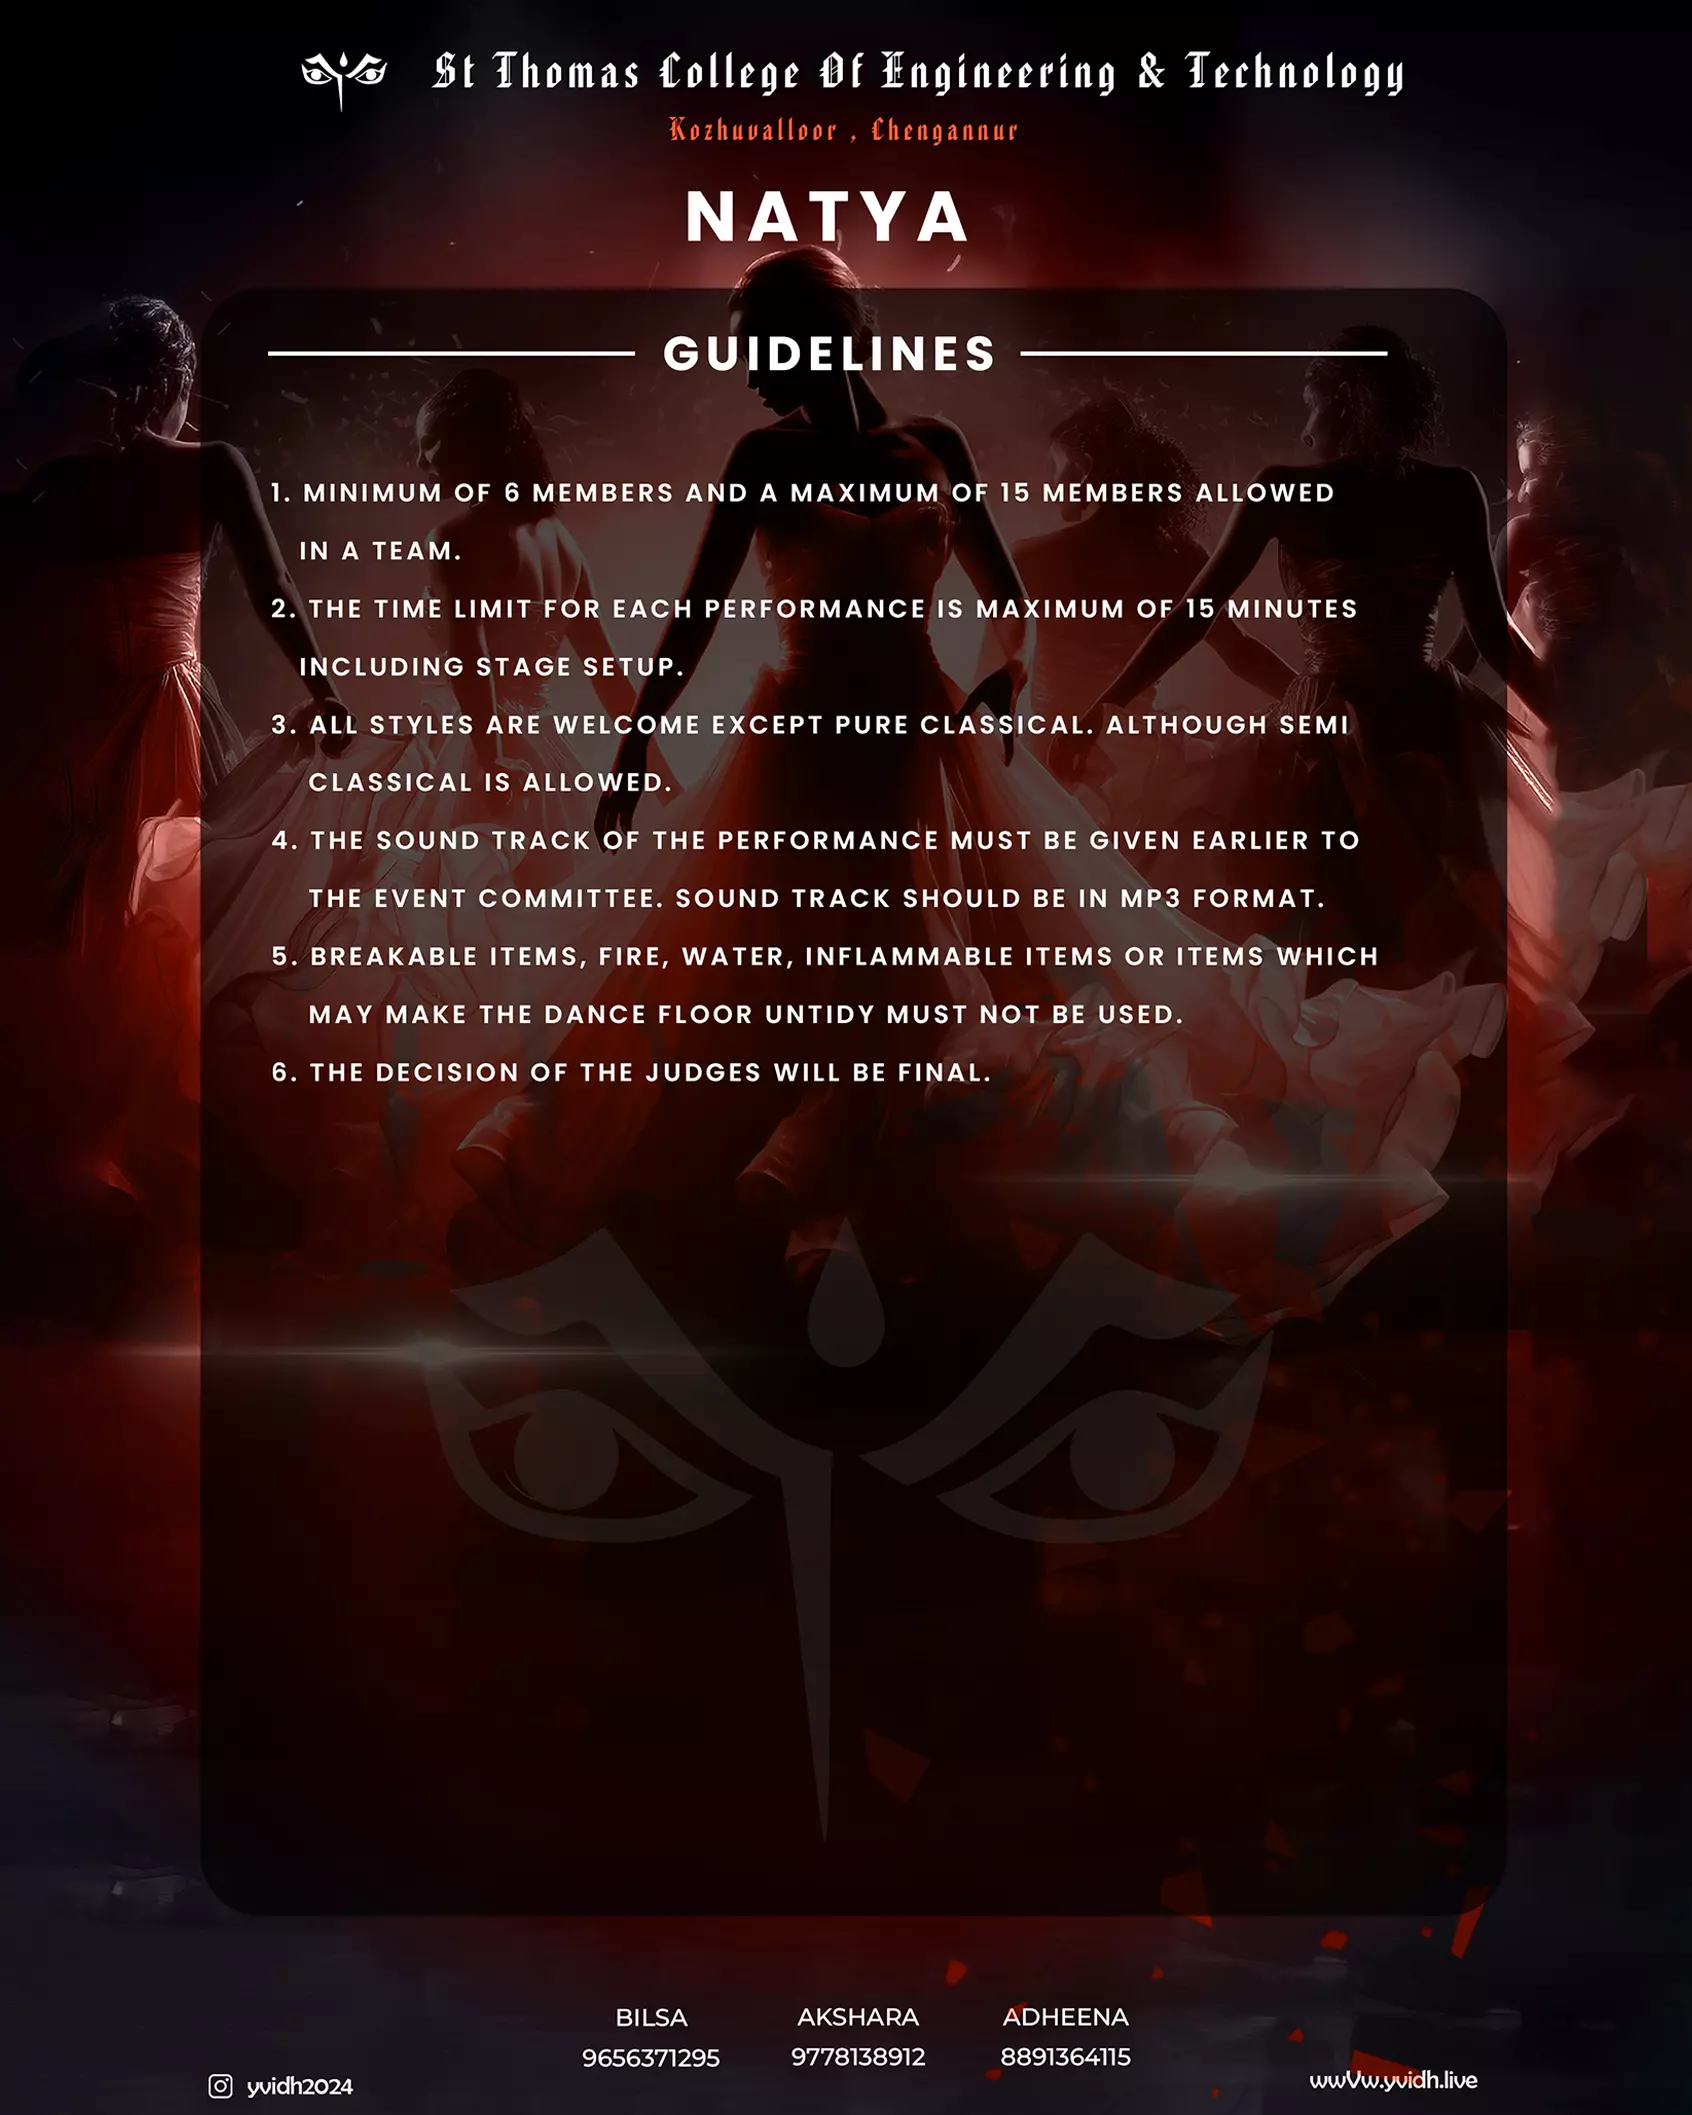 St Thomas College Of Engineering & Technology
Kozhuvalloor , Chengannur
NATYA
GUIDELINES
1. MINIMUM OF 6 MEMBERS AND A MAXIMUM OF 15 MEMBERS ALLOWED
IN A TEAM.
2. THE TIME LIMIT FOR EACH PERFORMANCE IS MAXIMUM OF 15 MINUTES
INCLUDING STAGE SETUP.
3. ALL STYLES ARE WELCOME EXCEPT PURE CLASSICAL. ALTHOUGH SEMI
CLASSICAL IS ALLOWED.
4. THE SOUND TRACK OF THE PERFORMANCE MUST BE GIVEN EARLIER TO
THE EVENT COMMITTEE. SOUND TRACK SHOULD BE IN MP3 FORMAT.
5. BREAKABLE ITEMS, FIRE, WATER, INFLAMMABLE ITEMS OR ITEMS WHICH
MAY MAKE THE DANCE FLOOR UNTIDY MUST NOT BE USED.
6. THE DECISION OF THE JUDGES WILL BE FINAL.
BILSA AKSHARA ADHEENA
9656371295 9778138912 8891364115
yvidh2024
wwVw.yvidh.live